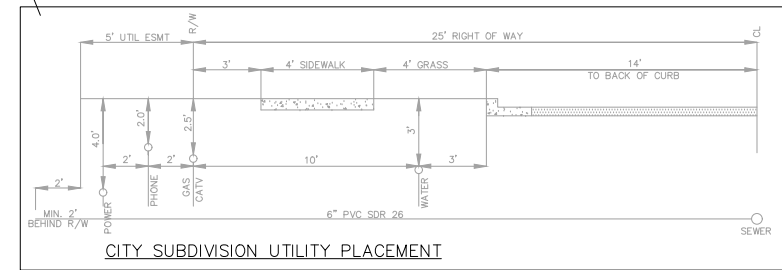 R/W
CL
5' UTIL ESMT
25' RIGHT OF WAY
3'
4' SIDEWALK
4' GRASS
14'
TO BACK OF CURB
4.0'
2.0'
2.5'
3'
2'
2'
10'
3'
2'
POWER
PHONE
GAS
CATV
WATER
MIN. 2'
BEHIND R/W
6" PVC SDR 26
SEWER
CITY SUBDIVISION UTILITY PLACEMENT